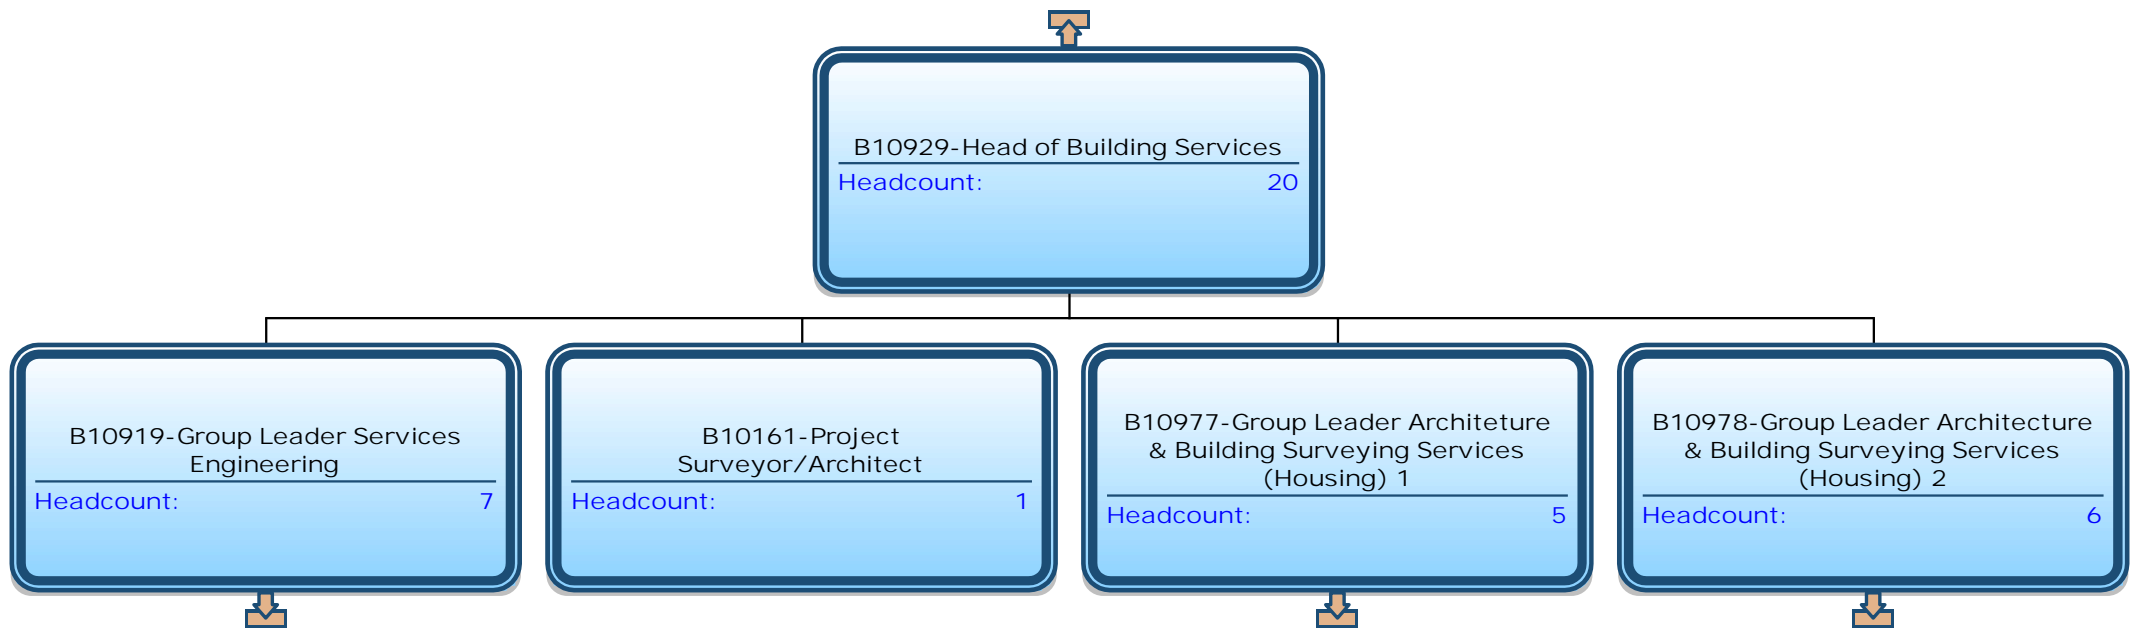 B10929-Head of Building Services
Headcount: 20
B10919-Group Leader Services
Engineering
Headcount: 7
B10161-Project
Surveyor/Architect
Headcount: 1
B10977-Group Leader Architeture
& Building Surveying Services
(Housing) 1
Headcount: 5
B10978-Group Leader Architecture
& Building Surveying Services
(Housing) 2
Headcount: 6